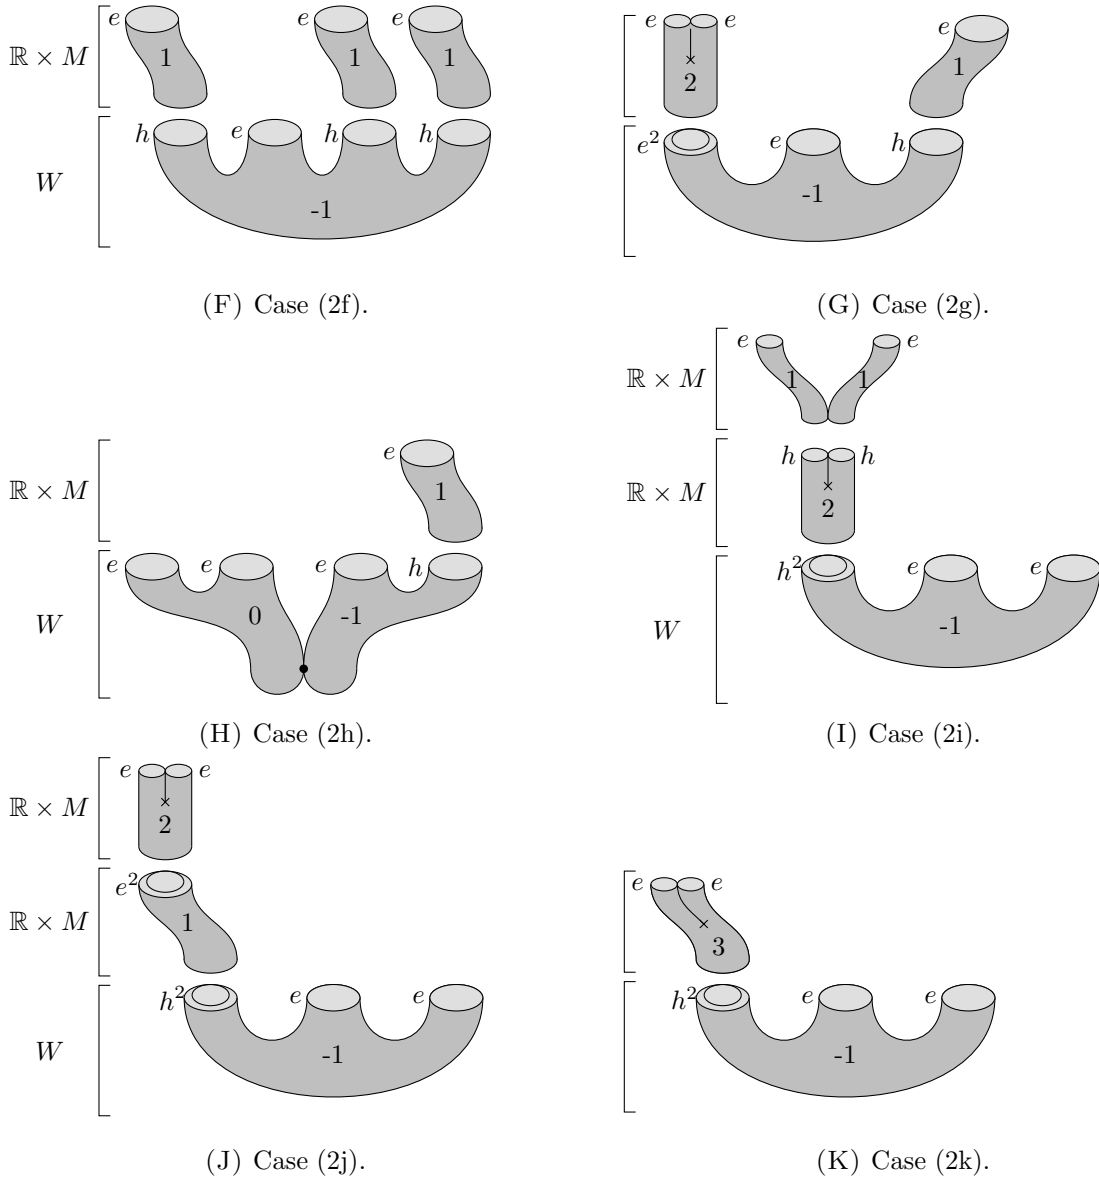 e e e
ℝ × M 1 1 1
h e h h
W -1
(F) Case (2f).
e e e
2 1
e² e h
-1
(G) Case (2g).
e
ℝ × M 1
e e e h
W 0 -1
(H) Case (2h).
e e
ℝ × M 1 1
h h
ℝ × M 2
h² e e
W -1
(I) Case (2i).
e e
ℝ × M 2
e²
ℝ × M 1
h² e e
W -1
(J) Case (2j).
e e
3
h² e e
-1
(K) Case (2k).